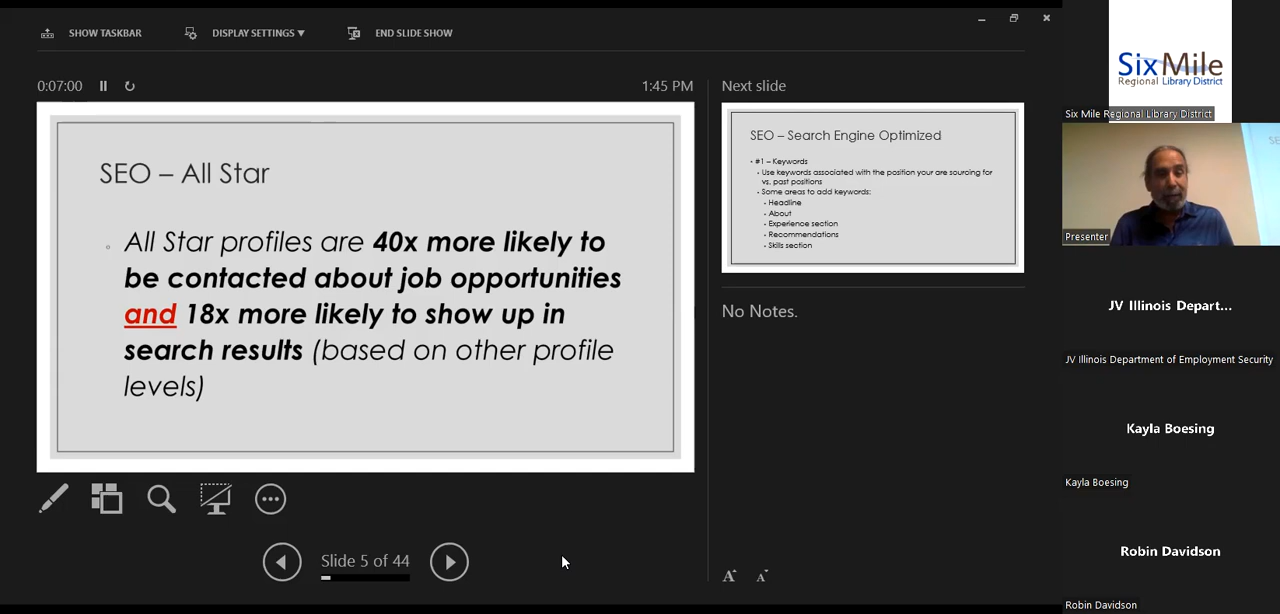 SHOW TASKBAR
DISPLAY SETTINGS ▼
END SLIDE SHOW
0:07:00
1:45 PM
SEO – All Star
All Star profiles are 40x more likely to
be contacted about job opportunities
and 18x more likely to show up in
search results (based on other profile
levels)
Slide 5 of 44
Next slide
SEO – Search Engine Optimized
#1 – Keywords
Use keywords associated with the position your are sourcing for
vs. past positions
Some areas to add keywords:
Headline
About
Experience section
Recommendations
Skills section
No Notes.
A A
SixMile
Regional Library District
Six Mile Regional Library District
SE
Presenter
JV Illinois Depart...
JV Illinois Department of Employment Security
Kayla Boesing
Kayla Boesing
Robin Davidson
Robin Davidson